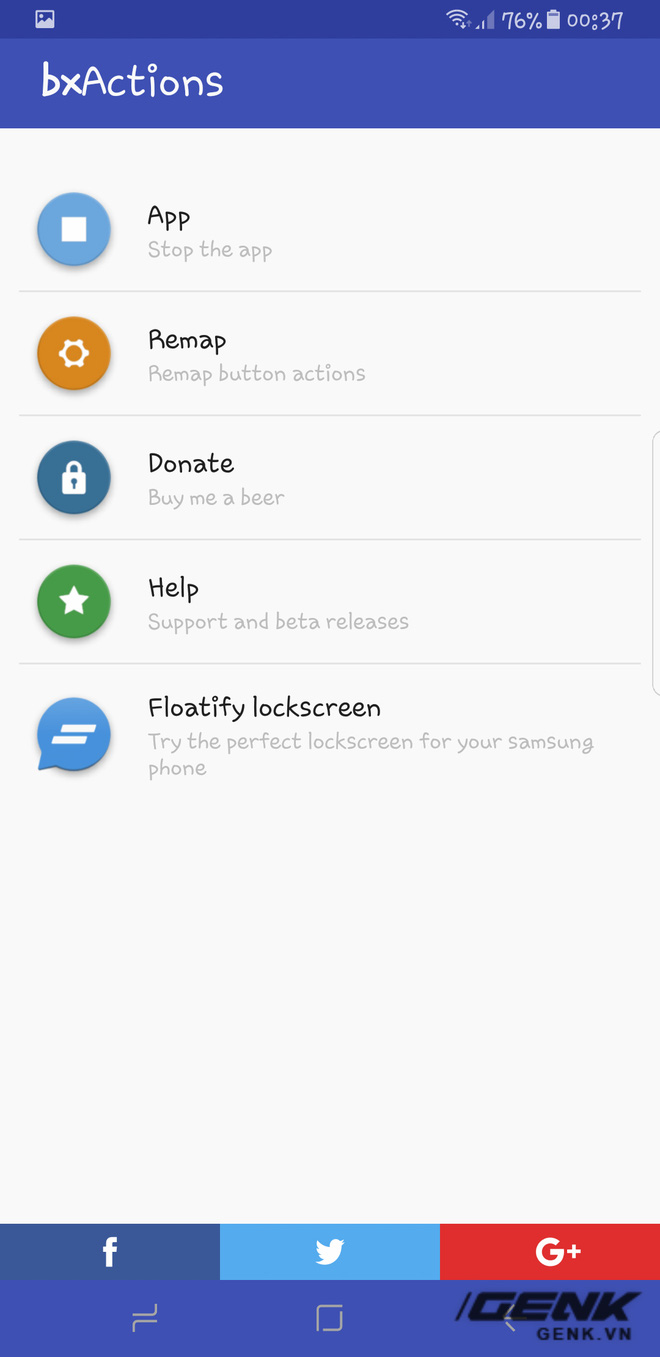 76% 00:37
bxActions
App
Stop the app
Remap
Remap button actions
Donate
Buy me a beer
Help
Support and beta releases
Floatify lockscreen
Try the perfect lockscreen for your samsung
phone
f
G+
GENK
GENK.VN